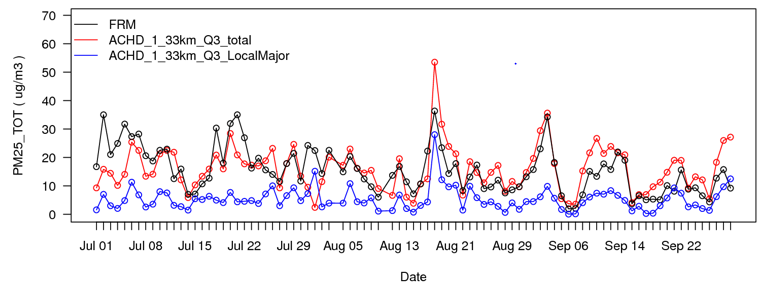 FRM
ACHD_1_33km_Q3_total
ACHD_1_33km_Q3_LocalMajor
PM25_TOT ( ug/m3 )
70
60
50
40
30
20
10
0
Jul 01 Jul 08 Jul 15 Jul 22 Jul 29 Aug 05 Aug 13 Aug 21 Aug 29 Sep 06 Sep 14 Sep 22
Date